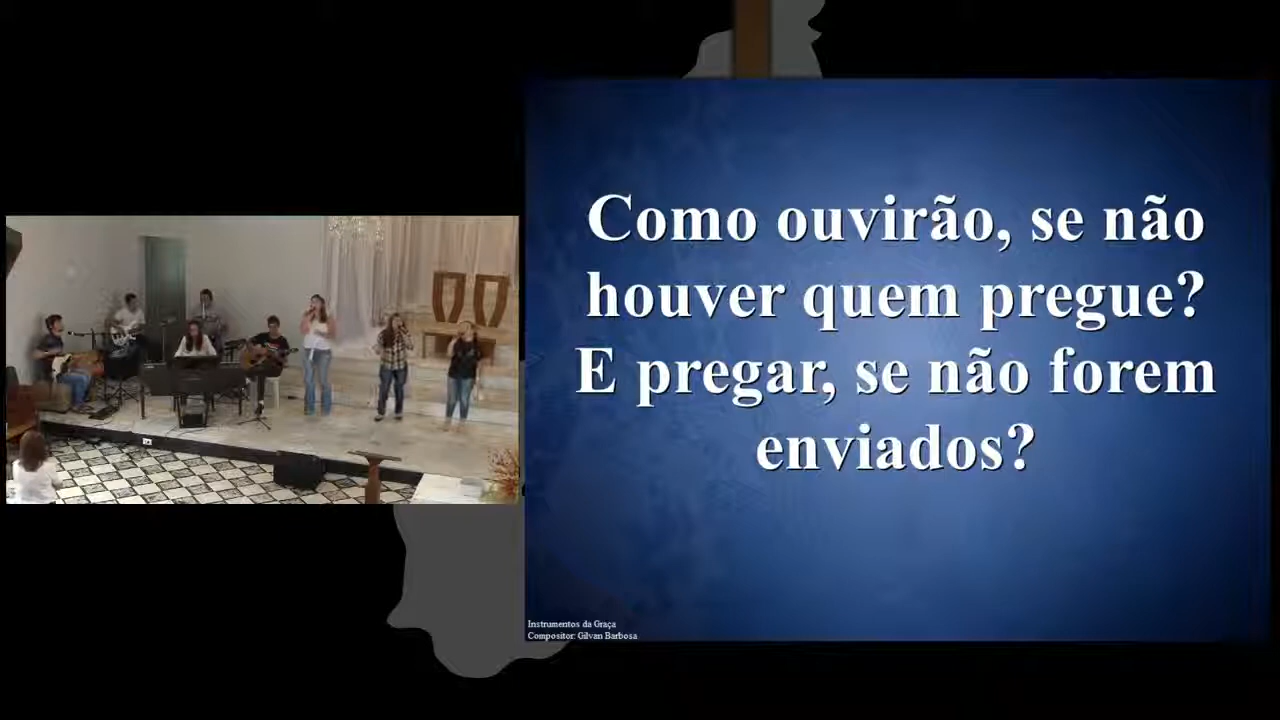 Como ouvirão, se não
houver quem pregue?
E pregar, se não forem
enviados?
Instrumentos da Graça
Compositor: Gilvan Barbosa